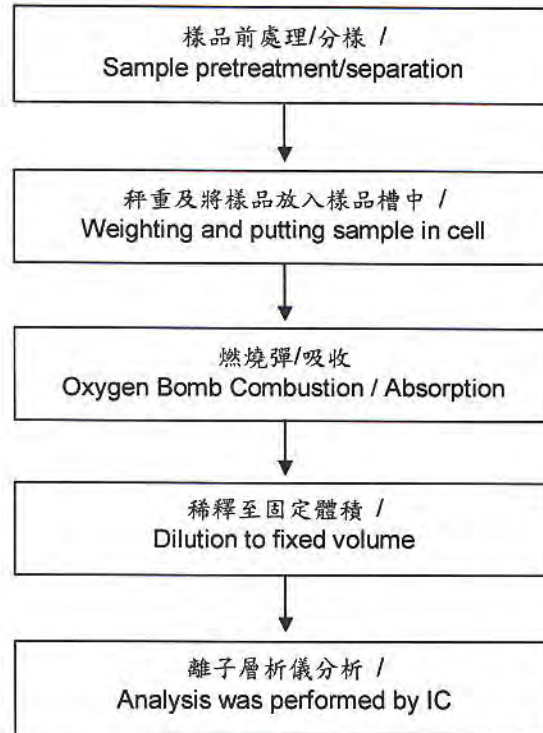 樣品前處理/分樣 /
Sample pretreatment/separation
秤重及將樣品放入樣品槽中 /
Weighting and putting sample in cell
燃燒彈/吸收
Oxygen Bomb Combustion / Absorption
稀釋至固定體積 /
Dilution to fixed volume
離子層析儀分析 /
Analysis was performed by IC